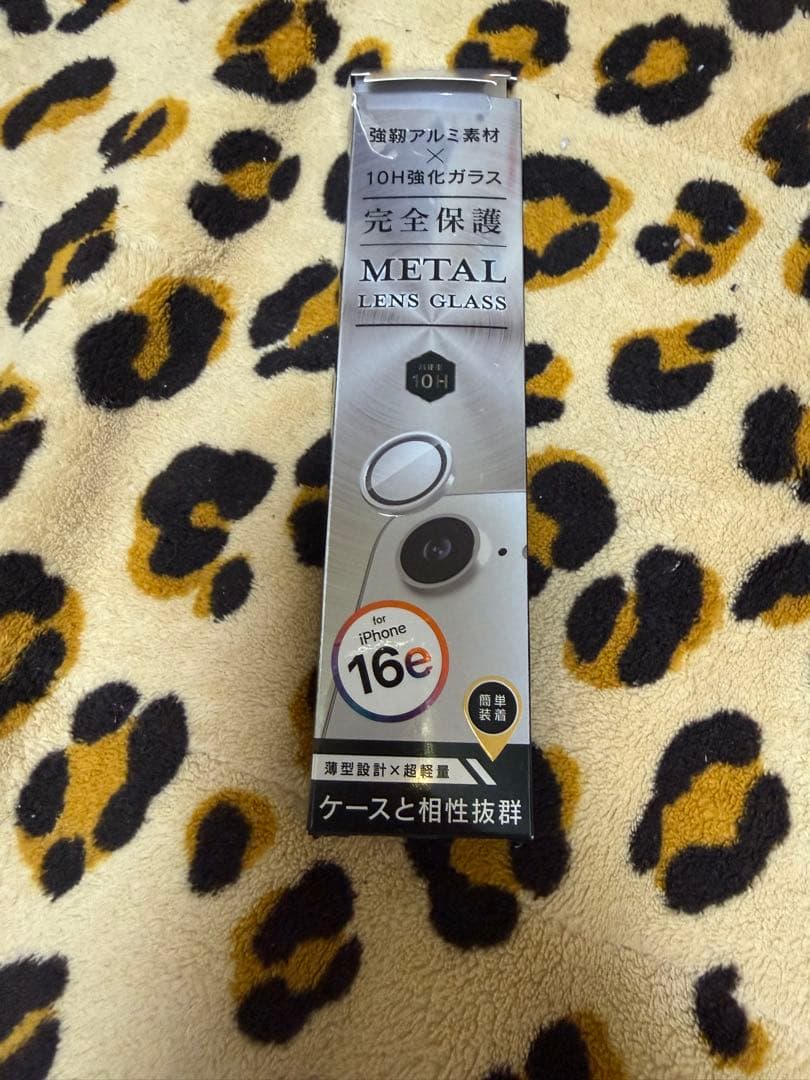 強靭アルミ素材
×
10H強化ガラス
完全保護
METAL
LENS GLASS
10H
for
iPhone
16e
簡単
装着
薄型設計×超軽量
ケースと相性抜群